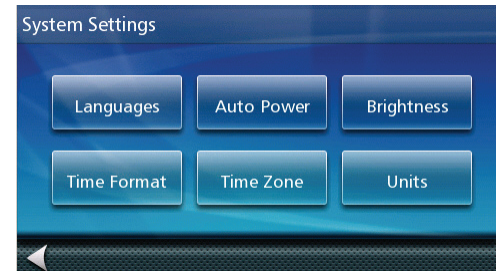 System Settings
Languages Auto Power Brightness
Time Format Time Zone Units